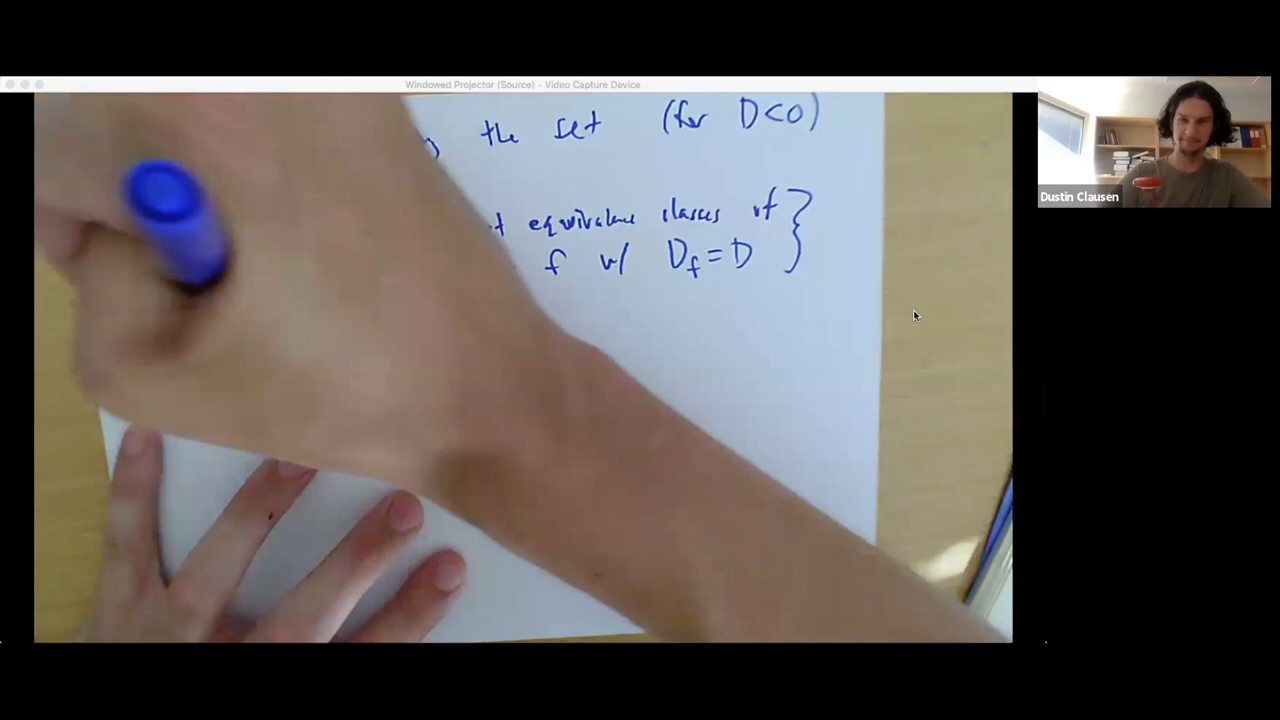 Windowed Projector (Source) - Video Capture Device
the set (for D<0)
equivalence classes of
f w/ D_f = D }
Dustin Clausen